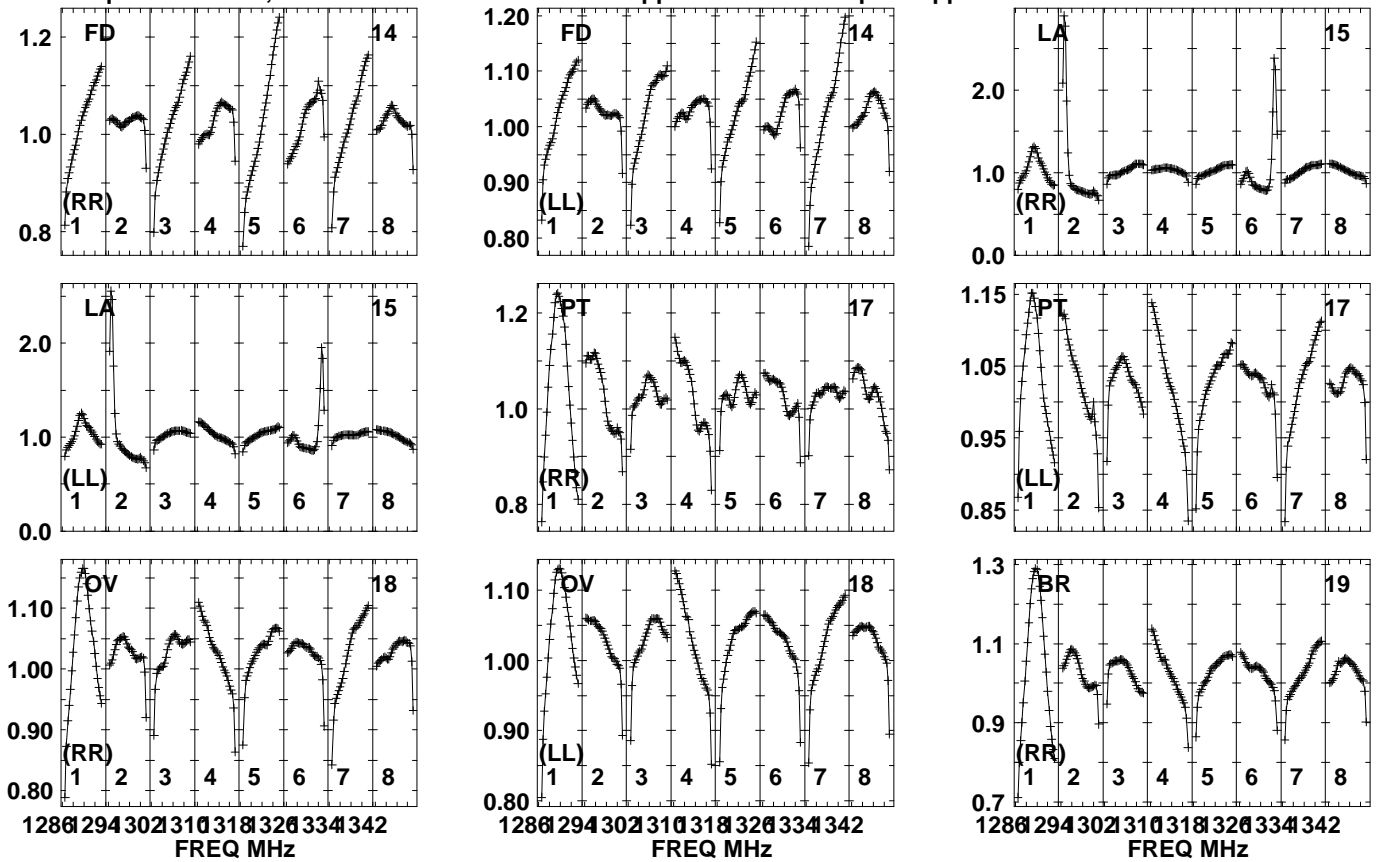 FD 14
1.2
1.0
0.8
(RR)
1 2 3 4 5 6 7 8
FD 14
1.20
1.10
1.00
0.90
0.80
(LL)
1 2 3 4 5 6 7 8
LA 15
2.0
1.0
0.0
(RR)
1 2 3 4 5 6 7 8
LA 15
2.0
1.0
0.0
(LL)
1 2 3 4 5 6 7 8
PT 17
1.2
1.0
0.8
(RR)
1 2 3 4 5 6 7 8
PT 17
1.15
1.05
0.95
0.85
(LL)
1 2 3 4 5 6 7 8
OV 18
1.10
1.00
0.90
0.80
(RR)
1 2 3 4 5 6 7 8
1286 1294 1302 1310 1318 1326 1334 1342
FREQ MHz
OV 18
1.10
1.00
0.90
0.80
(LL)
1 2 3 4 5 6 7 8
1286 1294 1302 1310 1318 1326 1334 1342
FREQ MHz
BR 19
1.3
1.1
0.9
0.7
(RR)
1 2 3 4 5 6 7 8
1286 1294 1302 1310 1318 1326 1334 1342
FREQ MHz